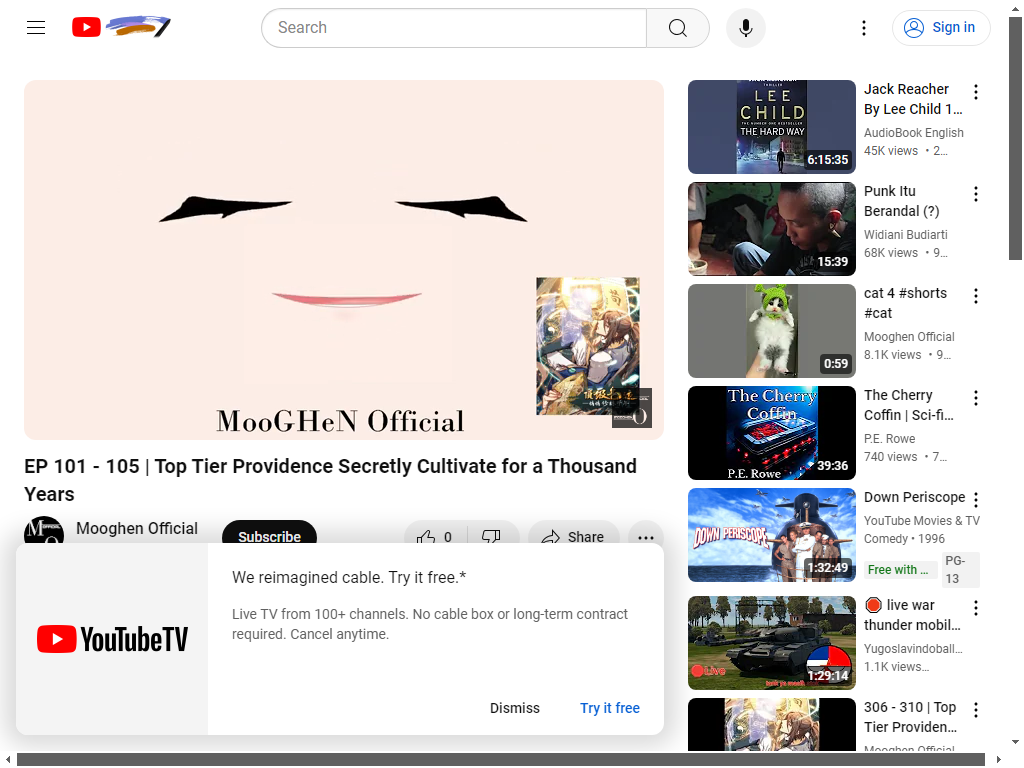 Search
Sign in
MooGHeN Official
EP 101 - 105 | Top Tier Providence Secretly Cultivate for a Thousand
Years
Mooghen Official
Subscribe
0
Share
YouTubeTV
We reimagined cable. Try it free.*
Live TV from 100+ channels. No cable box or long-term contract
required. Cancel anytime.
Dismiss
Try it free
LEE
CHILD
THE HARD WAY
6:15:35
Jack Reacher
By Lee Child 1...
AudioBook English
45K views • 2...
15:39
Punk Itu
Berandal (?)
Widiani Budiarti
68K views • 9...
0:59
cat 4 #shorts
#cat
Mooghen Official
8.1K views • 9...
The Cherry
Coffin
P.E. Rowe
39:36
The Cherry
Coffin | Sci-fi...
P.E. Rowe
740 views • 7...
DOWN PERISCOPE
1:32:49
Down Periscope
YouTube Movies & TV
Comedy • 1996
Free with ...
PG-
13
Live
1:29:14
🛑 live war
thunder mobil...
Yugoslavindoball...
1.1K views...
306 - 310 | Top
Tier Providen...
Mooghen Official